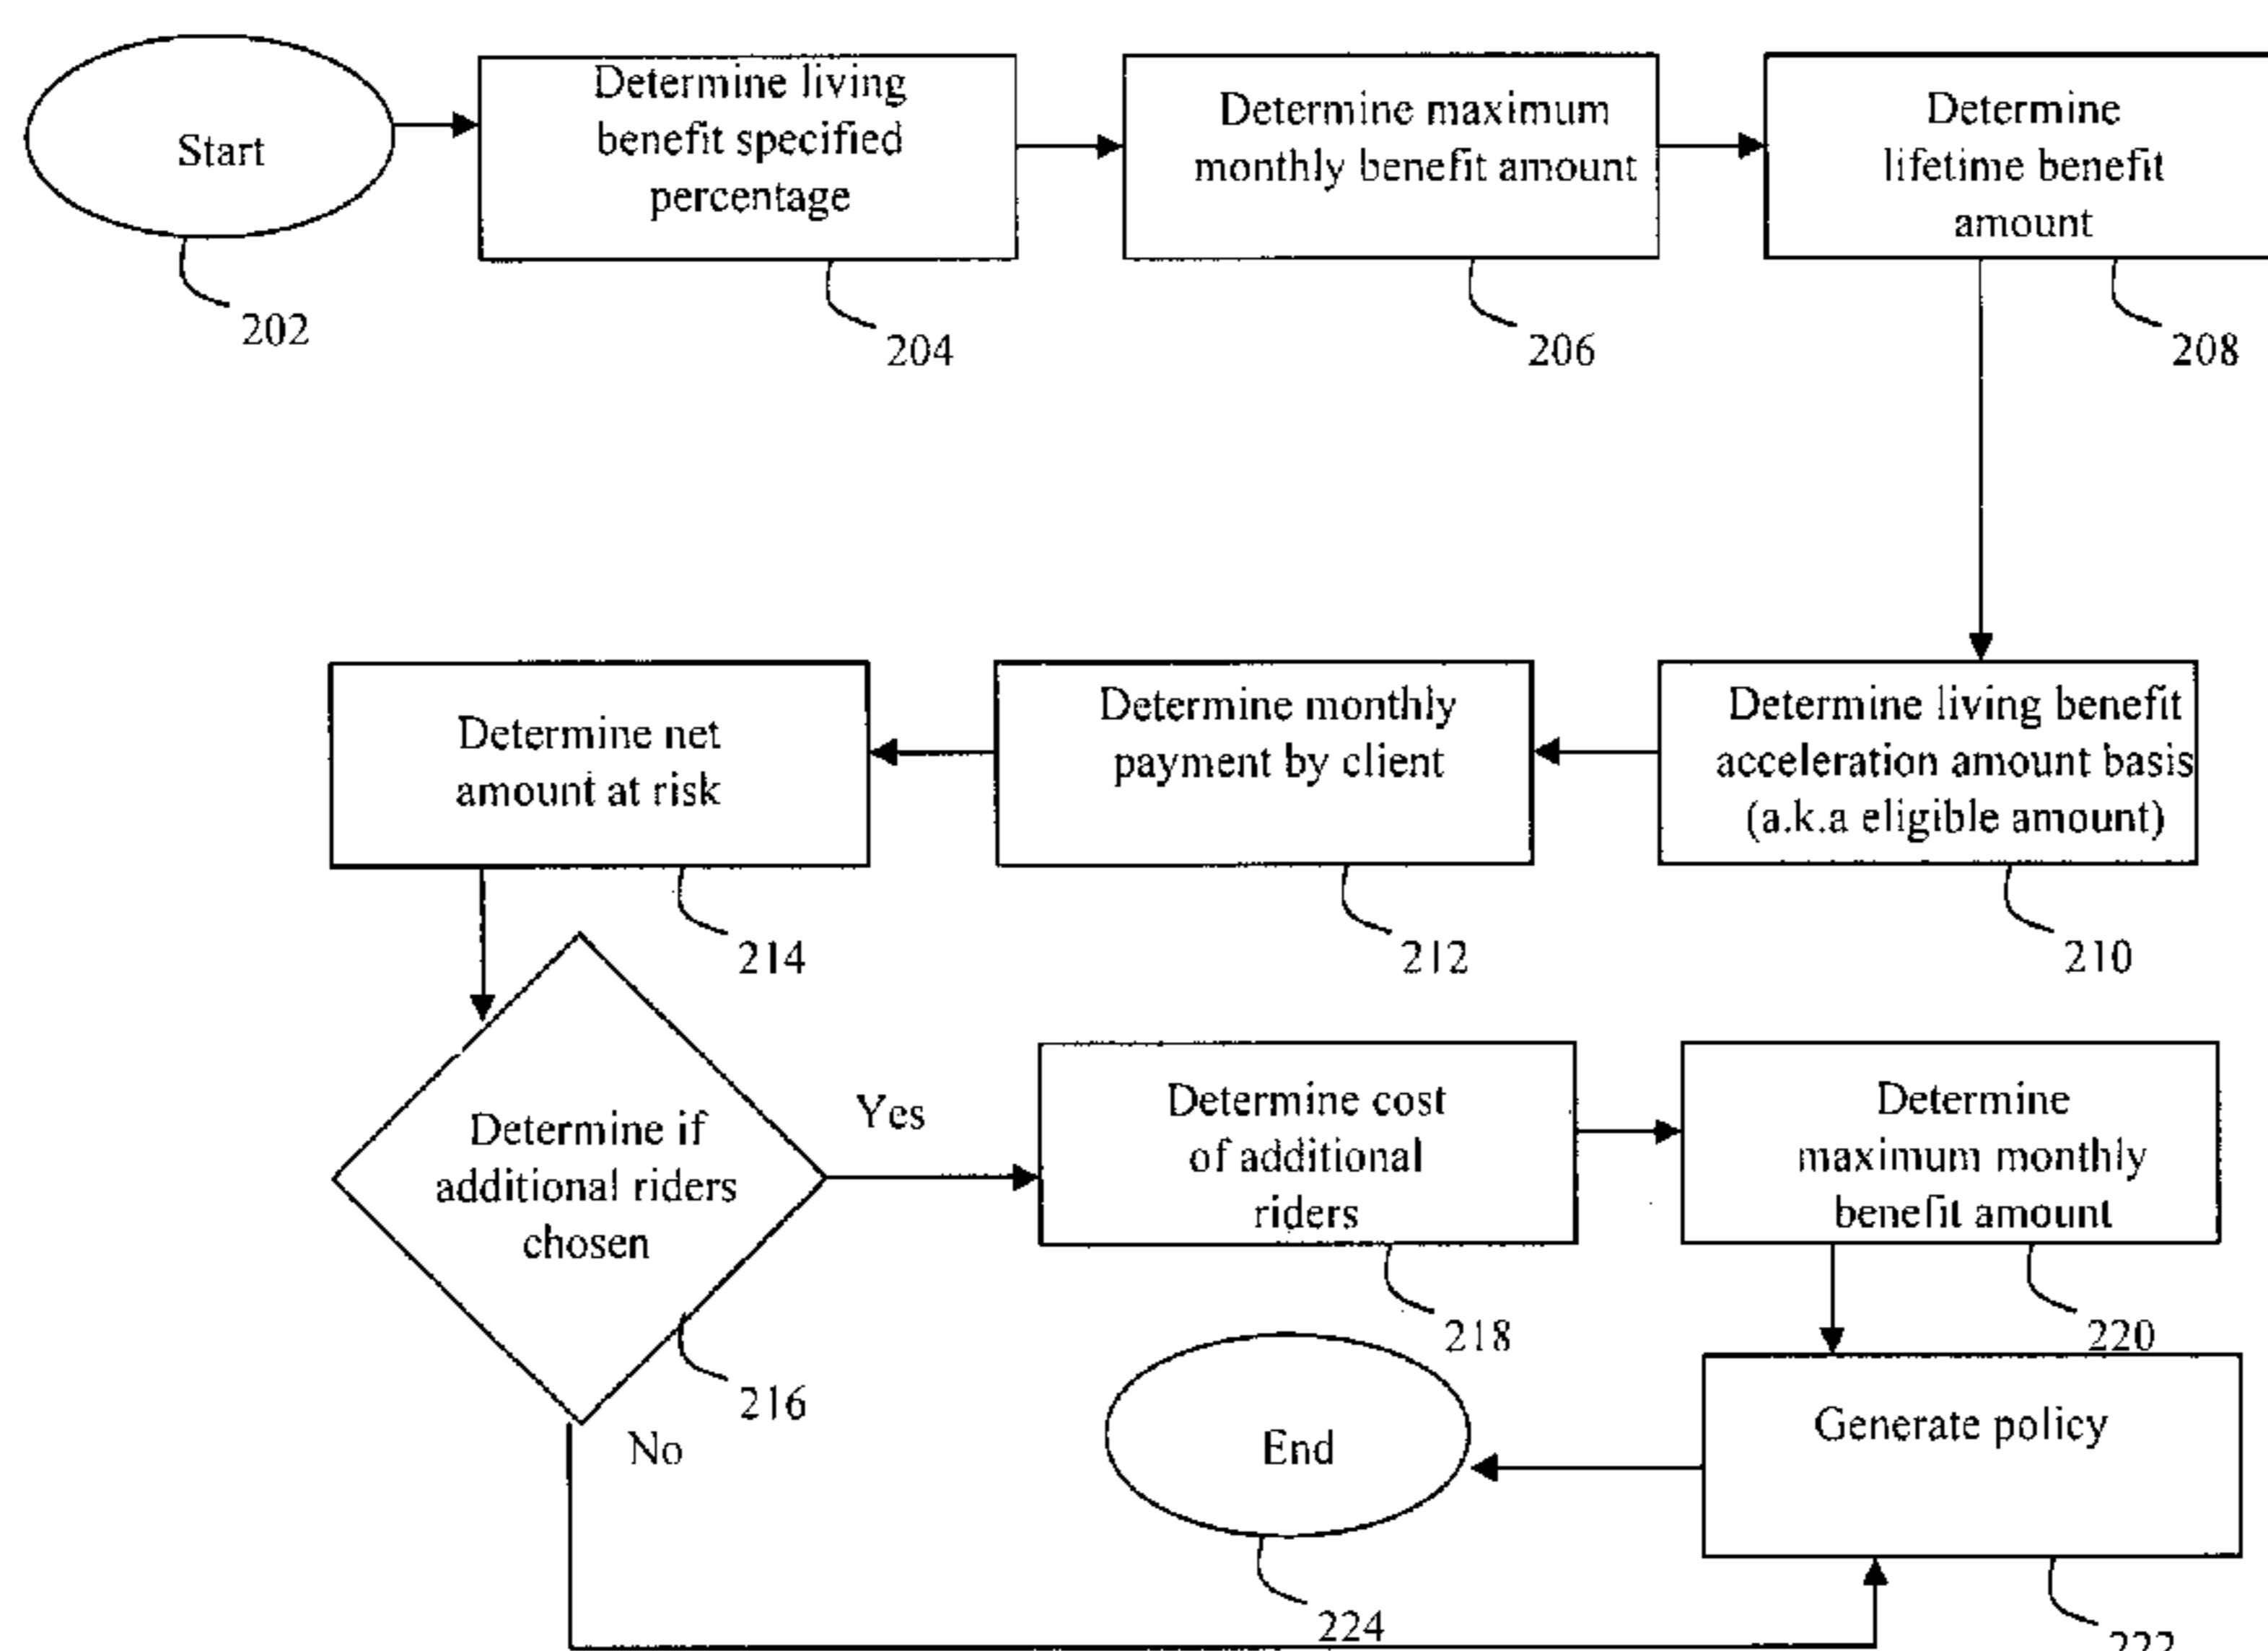 Start
202
Determine living
benefit specified
percentage
204
Determine maximum
monthly benefit amount
206
Determine
lifetime benefit
amount
208
Determine living benefit
acceleration amount basis
(a.k.a eligible amount)
210
Determine monthly
payment by client
212
Determine net
amount at risk
214
Determine if
additional riders
chosen
216
Yes
No
Determine cost
of additional
riders
218
Determine
maximum monthly
benefit amount
220
Generate policy
222
End
224